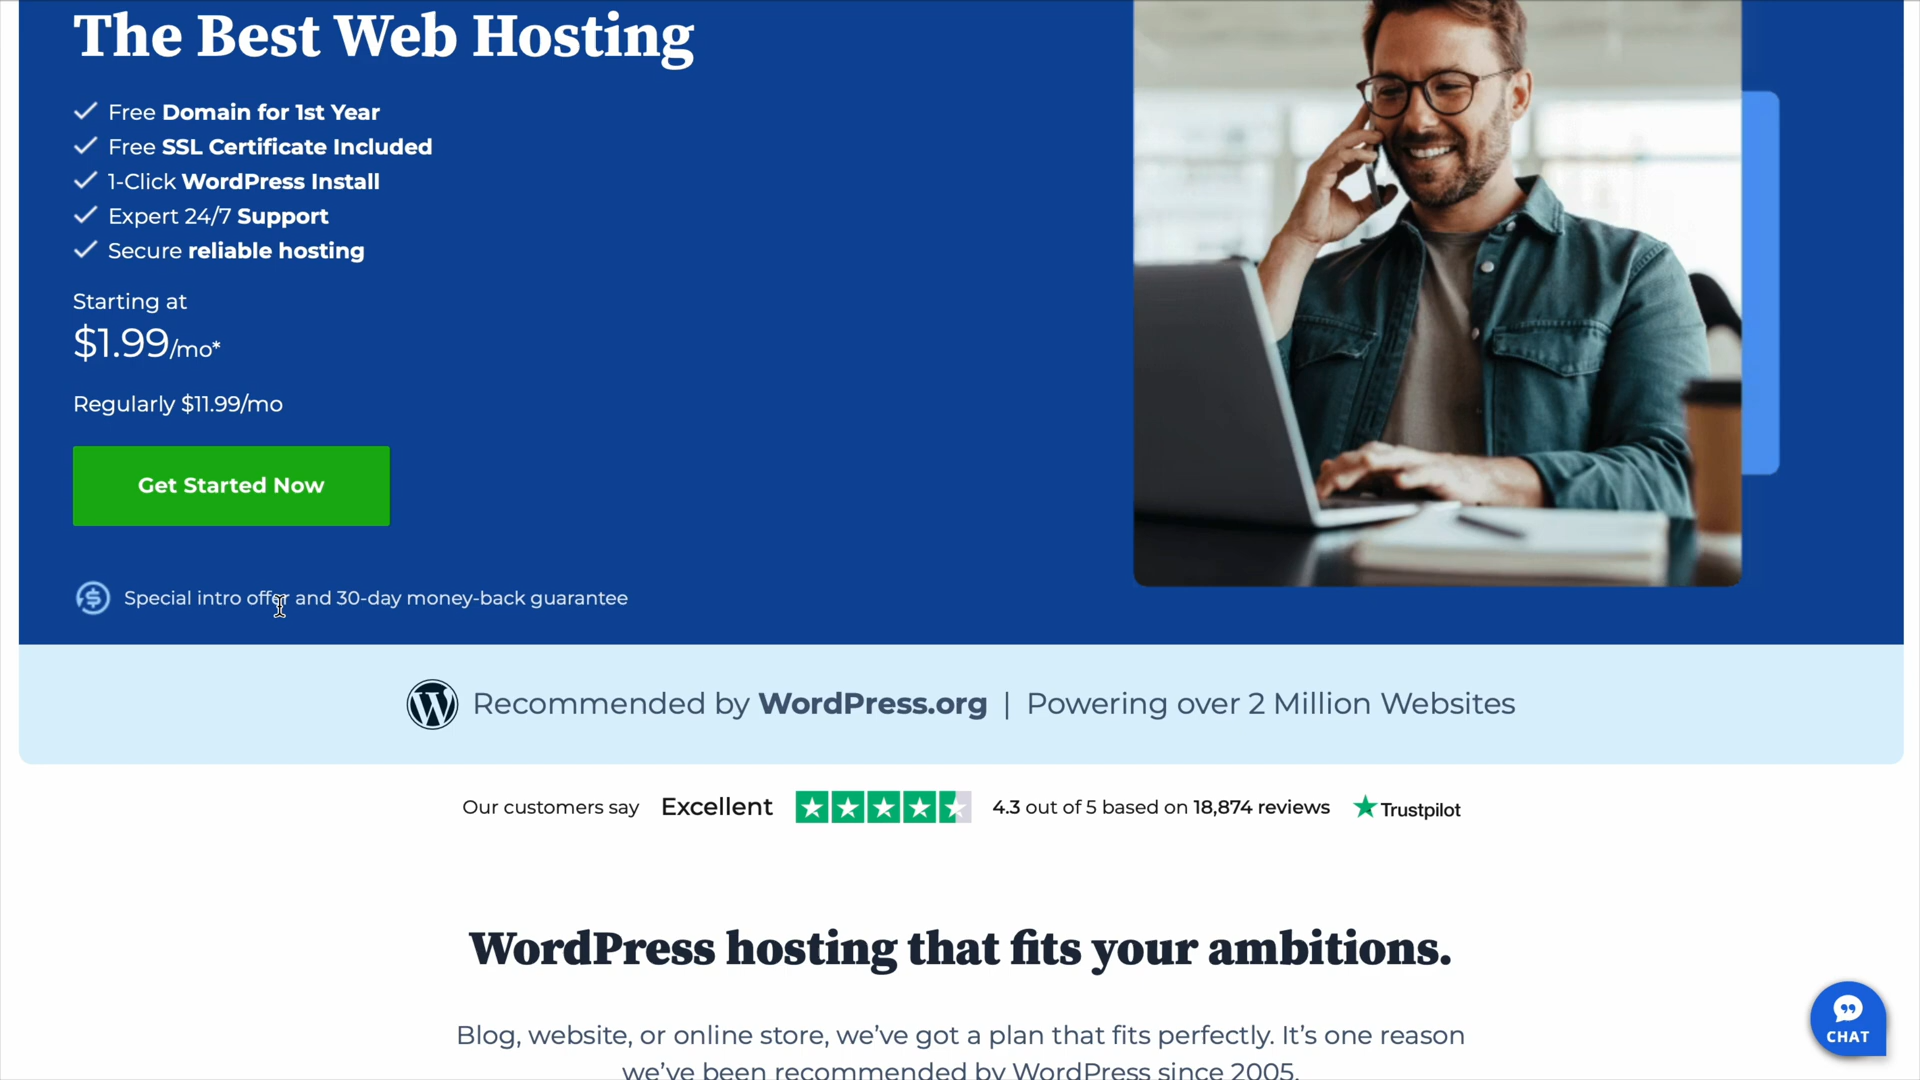 The Best Web Hosting
Free Domain for 1st Year
Free SSL Certificate Included
1-Click WordPress Install
Expert 24/7 Support
Secure reliable hosting
Starting at
$1.99/mo*
Regularly $11.99/mo
Get Started Now
Special intro offer and 30-day money-back guarantee
Recommended by WordPress.org | Powering over 2 Million Websites
Our customers say Excellent 4.3 out of 5 based on 18,874 reviews Trustpilot
WordPress hosting that fits your ambitions.
Blog, website, or online store, we’ve got a plan that fits perfectly. It’s one reason
we’ve been recommended by WordPress since 2005.
CHAT